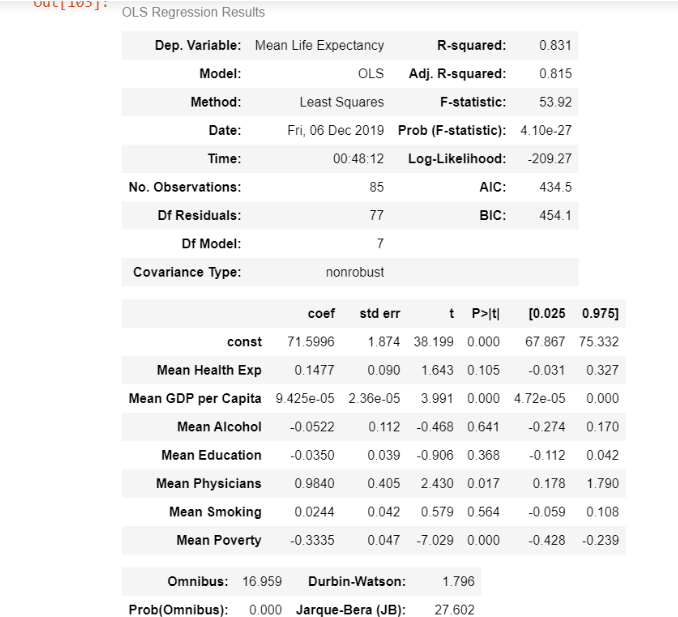 Out[103]:
OLS Regression Results
Dep. Variable: Mean Life Expectancy R-squared: 0.831
Model: OLS Adj. R-squared: 0.815
Method: Least Squares F-statistic: 53.92
Date: Fri, 06 Dec 2019 Prob (F-statistic): 4.10e-27
Time: 00:48:12 Log-Likelihood: -209.27
No. Observations: 85 AIC: 434.5
Df Residuals: 77 BIC: 454.1
Df Model: 7
Covariance Type: nonrobust
coef std err t P>|t| [0.025 0.975]
const 71.5996 1.874 38.199 0.000 67.867 75.332
Mean Health Exp 0.1477 0.090 1.643 0.105 -0.031 0.327
Mean GDP per Capita 9.425e-05 2.36e-05 3.991 0.000 4.72e-05 0.000
Mean Alcohol -0.0522 0.112 -0.468 0.641 -0.274 0.170
Mean Education -0.0350 0.039 -0.906 0.368 -0.112 0.042
Mean Physicians 0.9840 0.405 2.430 0.017 0.178 1.790
Mean Smoking 0.0244 0.042 0.579 0.564 -0.059 0.108
Mean Poverty -0.3335 0.047 -7.029 0.000 -0.428 -0.239
Omnibus: 16.959 Durbin-Watson: 1.796
Prob(Omnibus): 0.000 Jarque-Bera (JB): 27.602